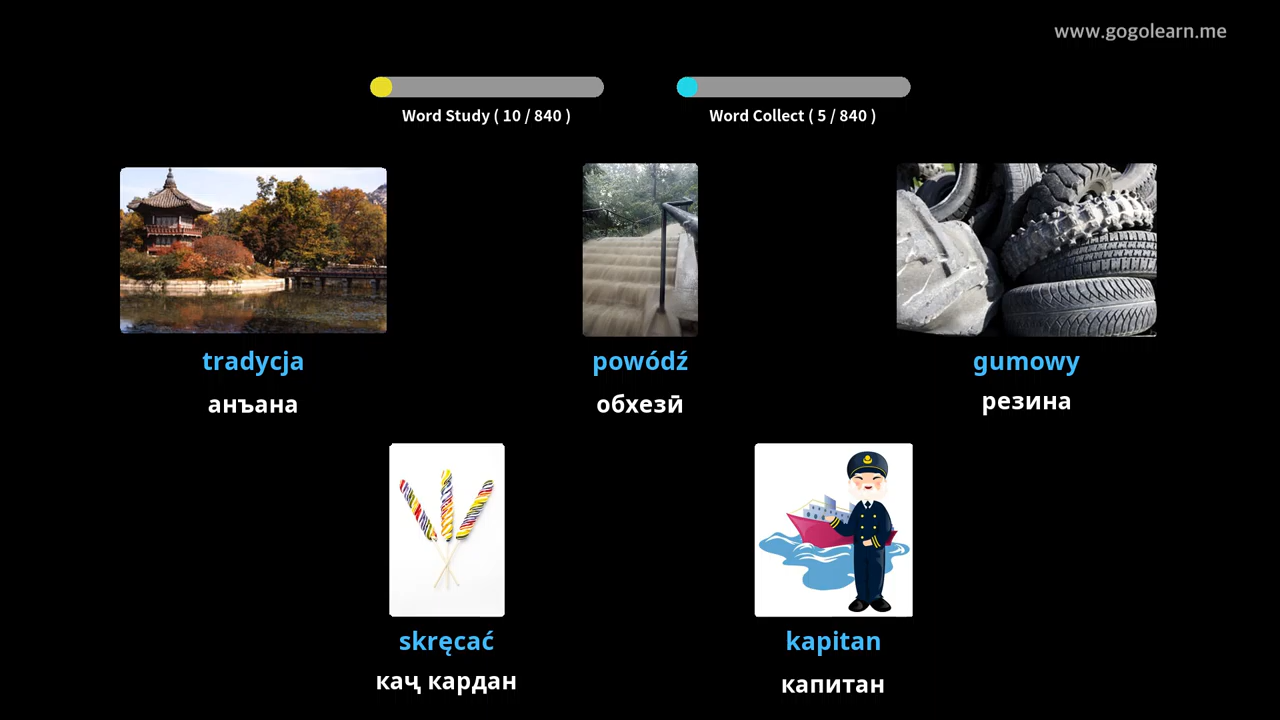 www.gogolearn.me
Word Study ( 10 / 840 )
Word Collect ( 5 / 840 )
tradycja
анъана
powódź
обхезӣ
gumowy
резина
skręcać
каҷ кардан
kapitan
капитан